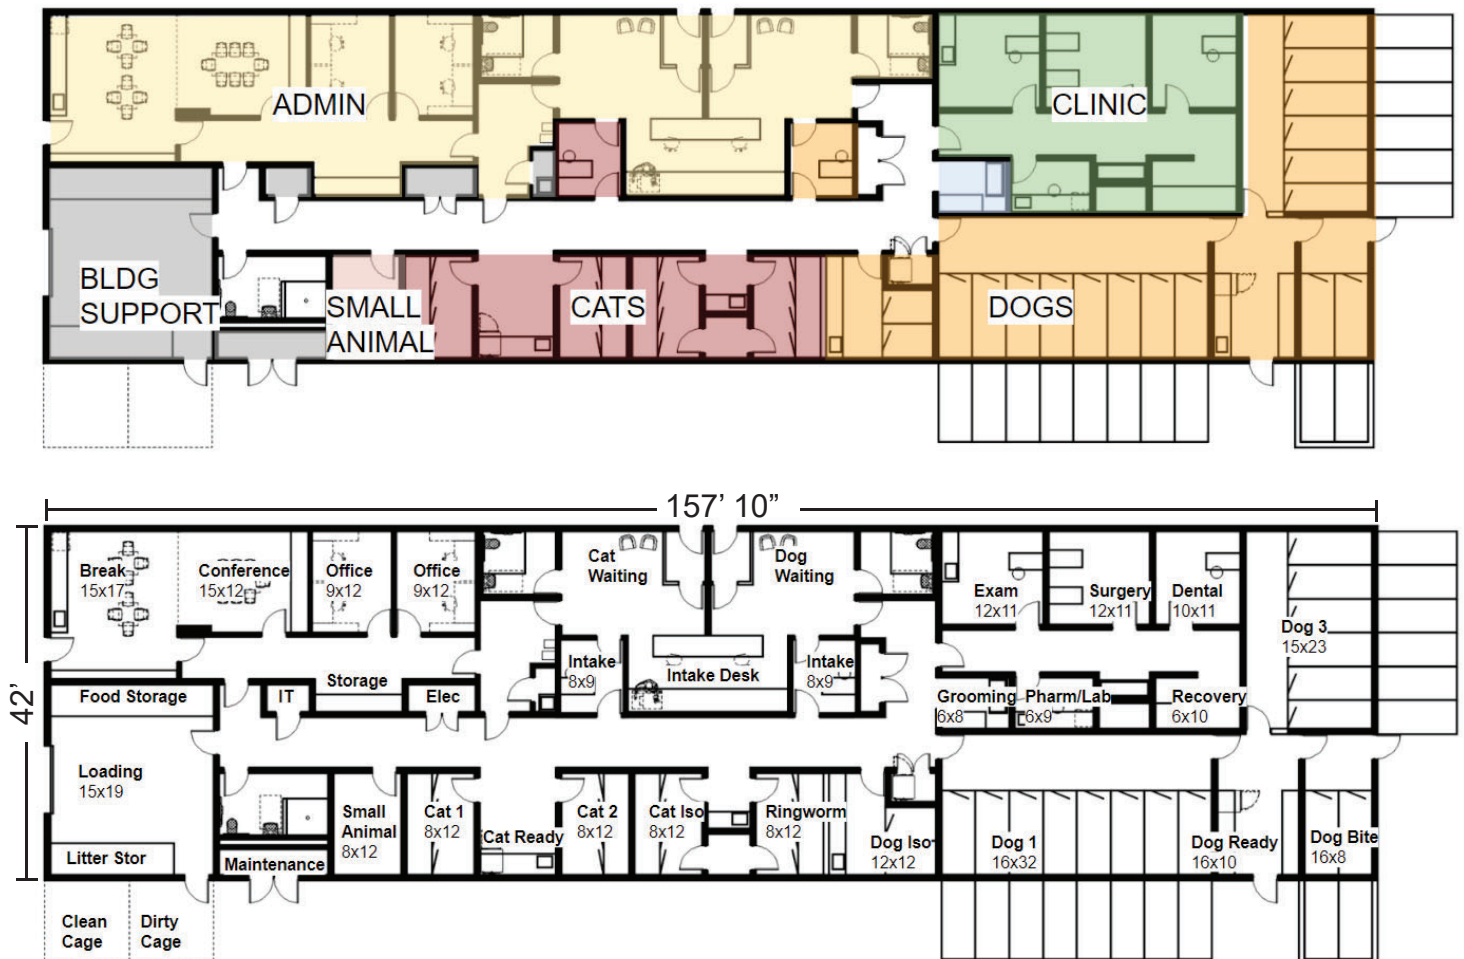 ADMIN
CLINIC
BLDG
SUPPORT
SMALL
ANIMAL
CATS
DOGS
157’ 10”
42’
Break
15x17
Conference
15x12
Office
9x12
Office
9x12
Cat
Waiting
Dog
Waiting
Exam
12x11
Surgery
12x11
Dental
10x11
Dog 3
15x23
Food Storage
IT
Storage
Elec
Intake
8x9
Intake Desk
Intake
8x9
Grooming
6x8
Pharm/Lab
6x9
Recovery
6x10
Loading
15x19
Litter Stor
Maintenance
Small
Animal
8x12
Cat 1
8x12
Cat Ready
Cat 2
8x12
Cat Iso
8x12
Ringworm
8x12
Dog Iso
12x12
Dog 1
16x32
Dog Ready
16x10
Dog Bite
16x8
Clean
Cage
Dirty
Cage